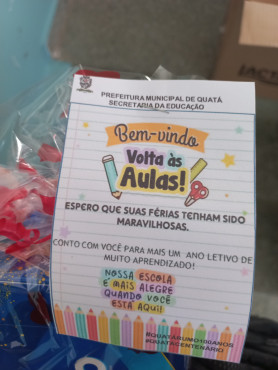 PREFEITURA MUNICIPAL DE QUATÁ
SECRETARIA DA EDUCAÇÃO
Bem-vindo
Volta às
Aulas!
ESPERO QUE SUAS FÉRIAS TENHAM SIDO
MARAVILHOSAS.
CONTO COM VOCÊ PARA MAIS UM ANO LETIVO DE
MUITO APRENDIZADO!
NOSSA ESCOLA
É MAIS ALEGRE
QUANDO VOCÊ
ESTÁ AQUI!
#QUATARUMO100ANOS
#QUATACENTENÁRIO